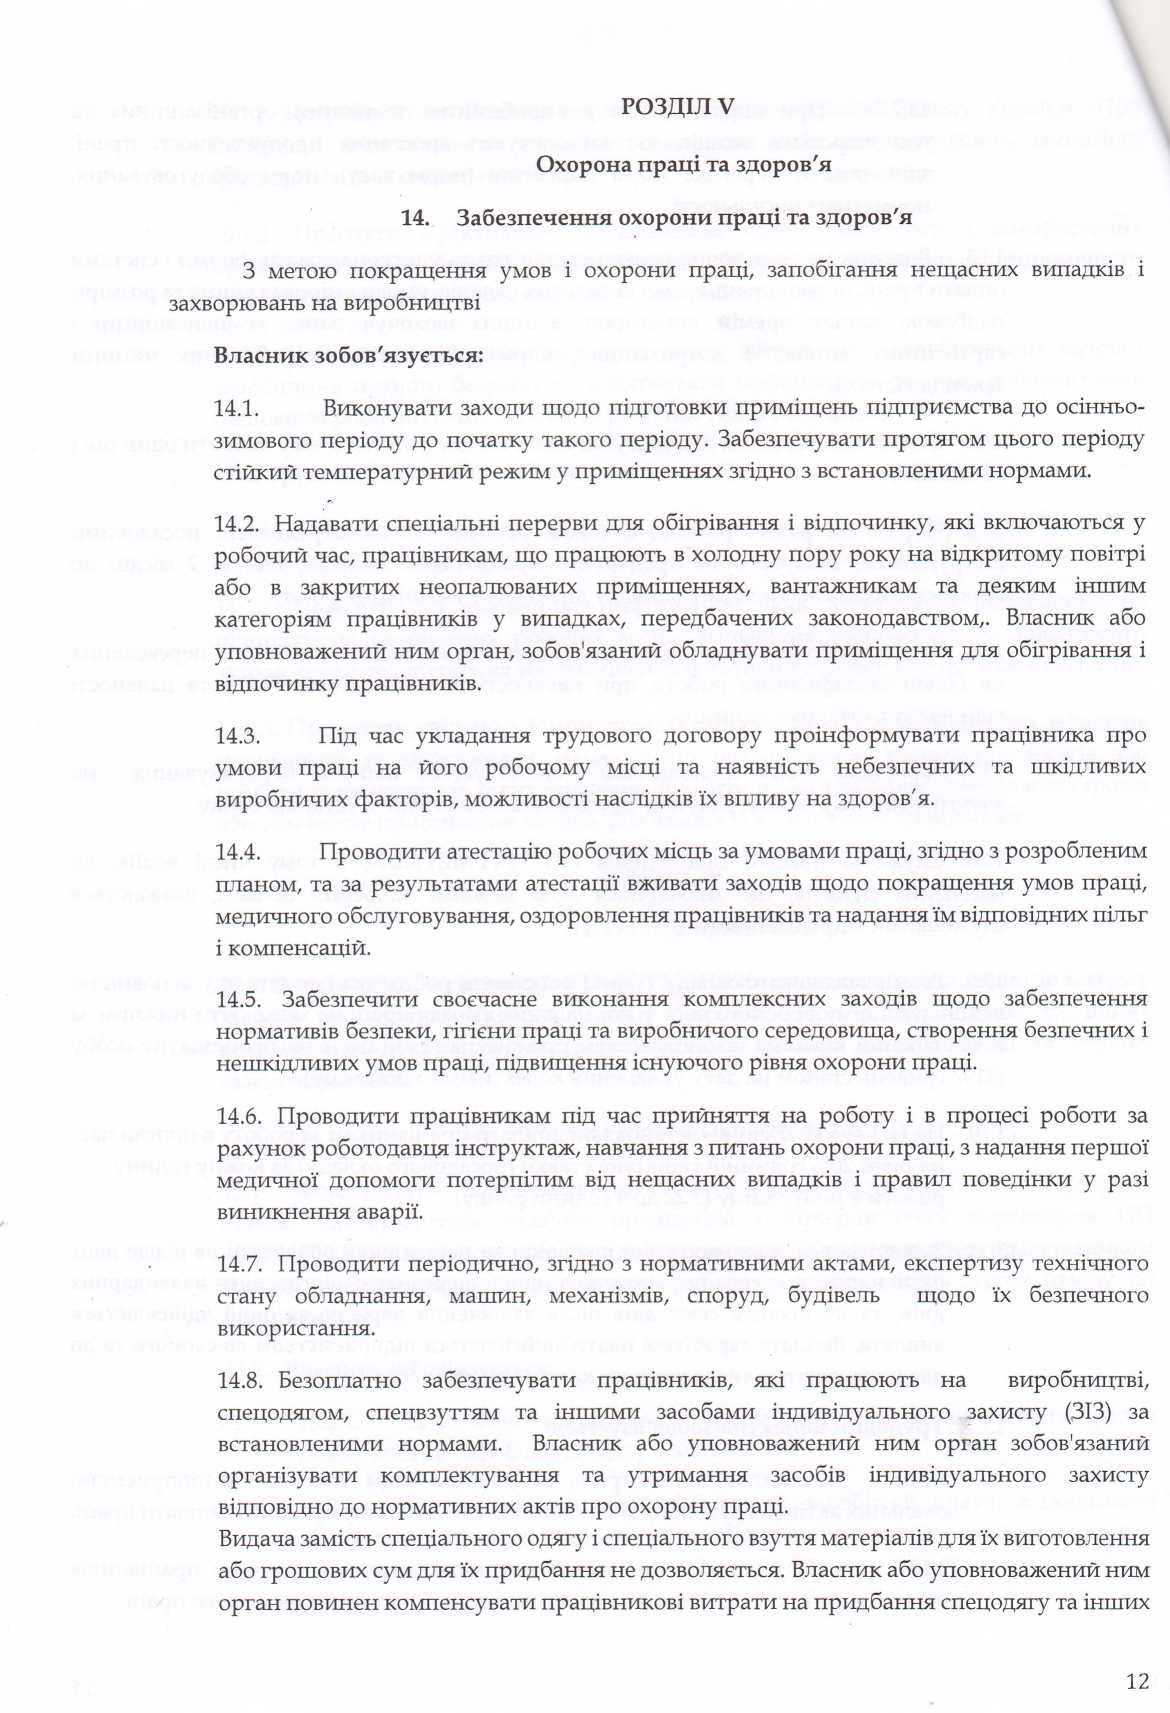 РОЗДІЛ V
Охорона праці та здоров’я
14. Забезпечення охорони праці та здоров’я
З метою покращення умов і охорони праці, запобігання нещасних випадків і
захворювань на виробництві
Власник зобов’язується:
14.1. Виконувати заходи щодо підготовки приміщень підприємства до осінньо-
зимового періоду до початку такого періоду. Забезпечувати протягом цього періоду
стійкий температурний режим у приміщеннях згідно з встановленими нормами.
14.2. Надавати спеціальні перерви для обігрівання і відпочинку, які включаються у
робочий час, працівникам, що працюють в холодну пору року на відкритому повітрі
або в закритих неопалюваних приміщеннях, вантажникам та деяким іншим
категоріям працівників у випадках, передбачених законодавством,. Власник або
уповноважений ним орган, зобов'язаний обладнувати приміщення для обігрівання і
відпочинку працівників.
14.3. Під час укладання трудового договору проінформувати працівника про
умови праці на його робочому місці та наявність небезпечних та шкідливих
виробничих факторів, можливості наслідків їх впливу на здоров’я.
14.4. Проводити атестацію робочих місць за умовами праці, згідно з розробленим
планом, та за результатами атестації вживати заходів щодо покращення умов праці,
медичного обслуговування, оздоровлення працівників та надання їм відповідних пільг
і компенсацій.
14.5. Забезпечити своєчасне виконання комплексних заходів щодо забезпечення
нормативів безпеки, гігієни праці та виробничого середовища, створення безпечних і
нешкідливих умов праці, підвищення існуючого рівня охорони праці.
14.6. Проводити працівникам під час прийняття на роботу і в процесі роботи за
рахунок роботодавця інструктаж, навчання з питань охорони праці, з надання першої
медичної допомоги потерпілим від нещасних випадків і правил поведінки у разі
виникнення аварії.
14.7. Проводити періодично, згідно з нормативними актами, експертизу технічного
стану обладнання, машин, механізмів, споруд, будівель щодо їх безпечного
використання.
14.8. Безоплатно забезпечувати працівників, які працюють на виробництві,
спецодягом, спецвзуттям та іншими засобами індивідуального захисту (ЗІЗ) за
встановленими нормами. Власник або уповноважений ним орган зобов'язаний
організувати комплектування та утримання засобів індивідуального захисту
відповідно до нормативних актів про охорону праці.
Видача замість спеціального одягу і спеціального взуття матеріалів для їх виготовлення
або грошових сум для їх придбання не дозволяється. Власник або уповноважений ним
орган повинен компенсувати працівникові витрати на придбання спецодягу та інших
12